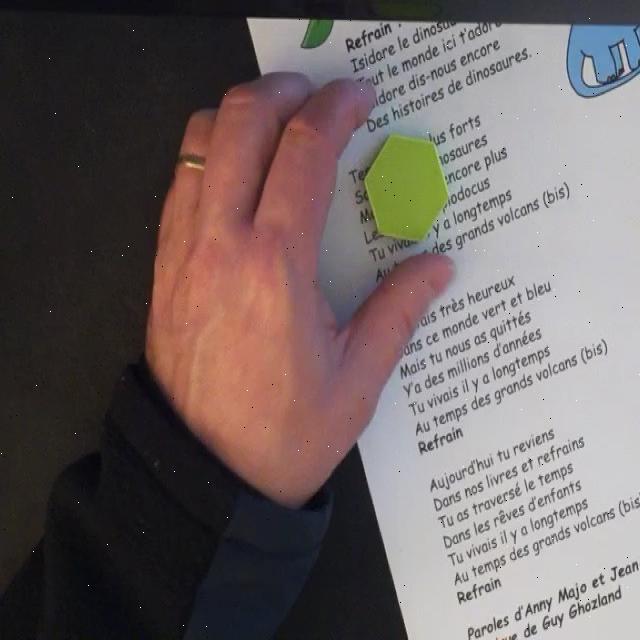 Refrain :
Isidore le dinosau
Tout le monde ici t'adore
Isidore dis-nous encore
Des histoires de dinosaures.
lus forts
nosaures
encore plus
lodocus
Tu vivais y a longtemps
Au des grands volcans (bis)
ais très heureux
ans ce monde vert et bleu
Mais tu nous as quittés
Y'a des millions d'années
Tu vivais il y a longtemps
Au temps des grands volcans (bis)
Refrain
Aujourd'hui tu reviens
Dans nos livres et refrains
Tu as traversé le temps
Dans les rêves d'enfants
Tu vivais il y a longtemps
Au temps des grands volcans (bis
Refrain
Paroles d'Anny Majo et Jean
de Guy Ghozland